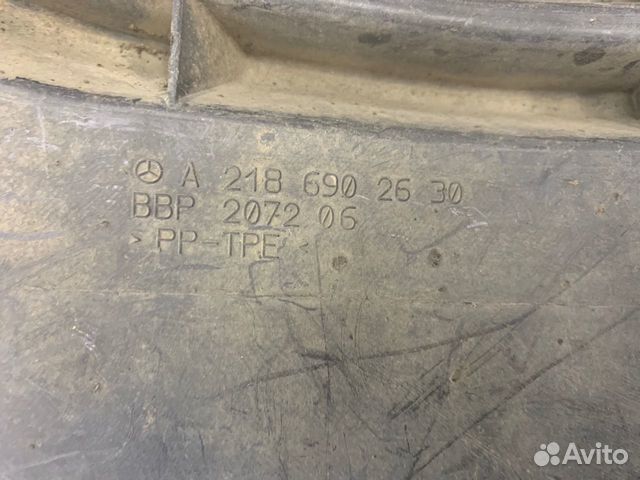 A 218 690 26 30
BBP 2072 06
> PP-TPE <
Avito